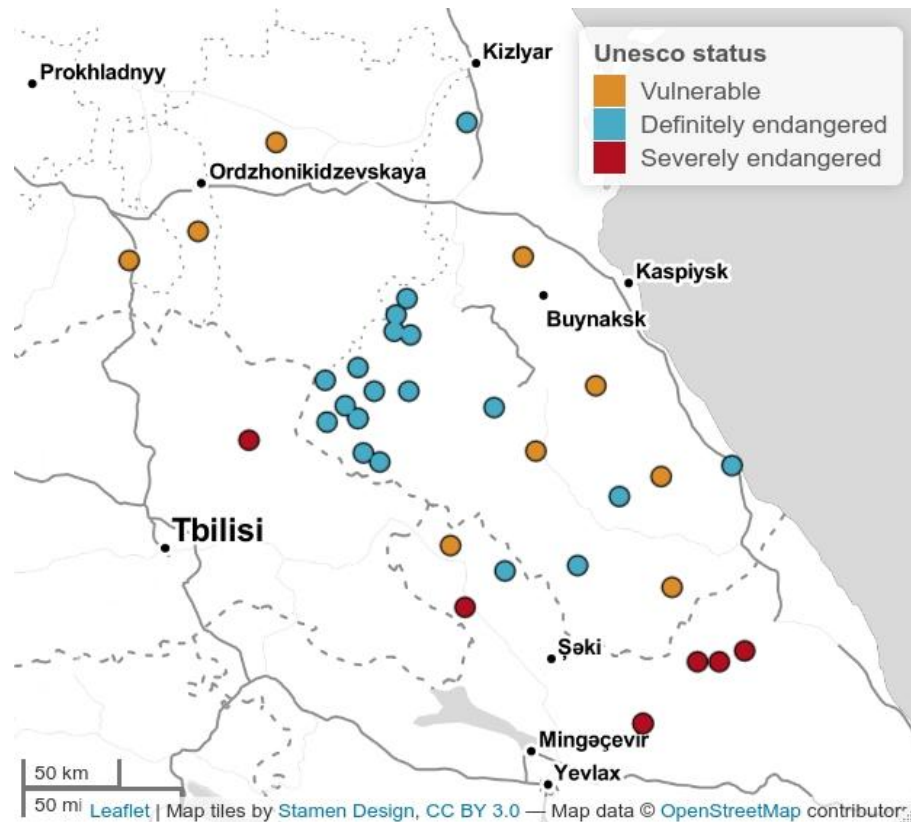 Prokhladnyy
Kizlyar
Unesco status
Vulnerable
Definitely endangered
Severely endangered
Ordzhonikidzevskaya
Kaspiysk
Buynaksk
Tbilisi
Şəki
Mingəçevir
Yevlax
50 km
50 mi
Leaflet | Map tiles by Stamen Design, CC BY 3.0 — Map data © OpenStreetMap contributor